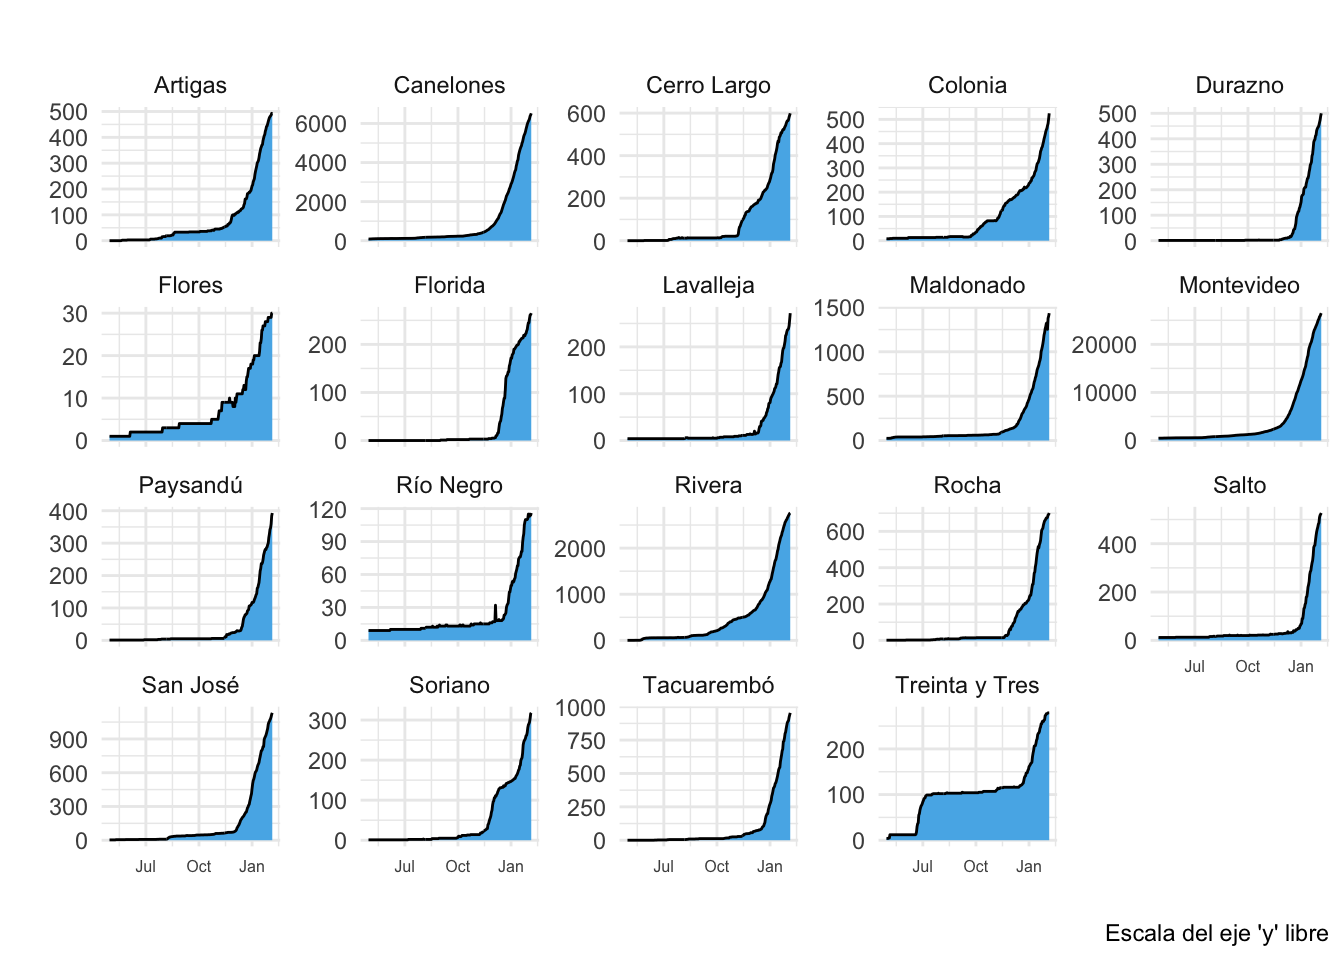 Artigas Canelones Cerro Largo Colonia Durazno
500 400 300 200 100 0
6000 4000 2000 0
600 400 200 0
500 400 300 200 100 0
500 400 300 200 100 0
Flores Florida Lavalleja Maldonado Montevideo
30 20 10 0
200 100 0
200 100 0
1500 1000 500 0
20000 10000 0
Paysandú Río Negro Rivera Rocha Salto
400 300 200 100 0
120 90 60 30 0
2000 1000 0
600 400 200 0
400 200 0
Jul Oct Jan
San José Soriano Tacuarembó Treinta y Tres
900 600 300 0
300 200 100 0
1000 750 500 250 0
200 100 0
Jul Oct Jan Jul Oct Jan Jul Oct Jan Jul Oct Jan
Escala del eje 'y' libre